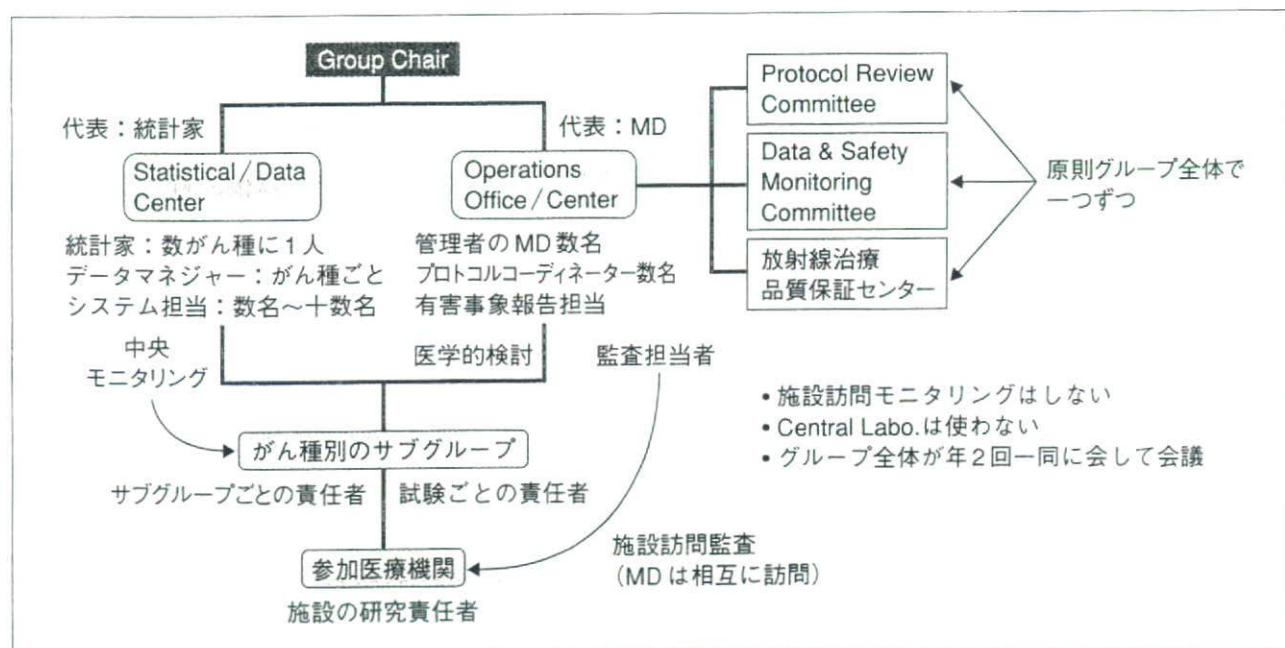 Group Chair
代表：統計家
代表：MD
Statistical/Data
Center
Operations
Office/Center
統計家：数がん種に1人
データマネジャー：がん種ごと
システム担当：数名〜十数名
管理者のMD数名
プロトコルコーディネーター数名
有害事象報告担当
Protocol Review
Committee
Data & Safety
Monitoring
Committee
放射線治療
品質保証センター
原則グループ全体で
一つずつ
中央
モニタリング
医学的検討
監査担当者
がん種別のサブグループ
サブグループごとの責任者
試験ごとの責任者
参加医療機関
施設の研究責任者
施設訪問監査
（MDは相互に訪問）
• 施設訪問モニタリングはしない
• Central Labo.は使わない
• グループ全体が年2回一同に会して会議